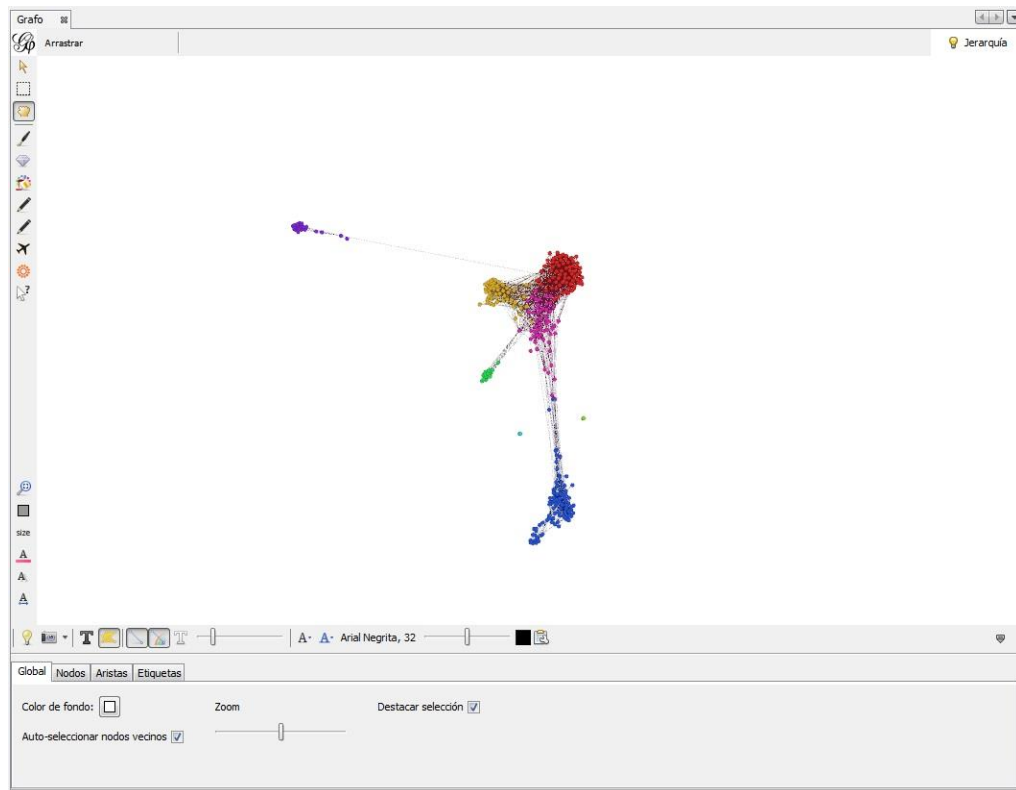 Grafo
Arrastrar
Jerarquía
size
A
A
A
T
T
A
A
Arial Negrita, 32
Global Nodos Aristas Etiquetas
Color de fondo:
Zoom
Destacar selección
Auto-seleccionar nodos vecinos